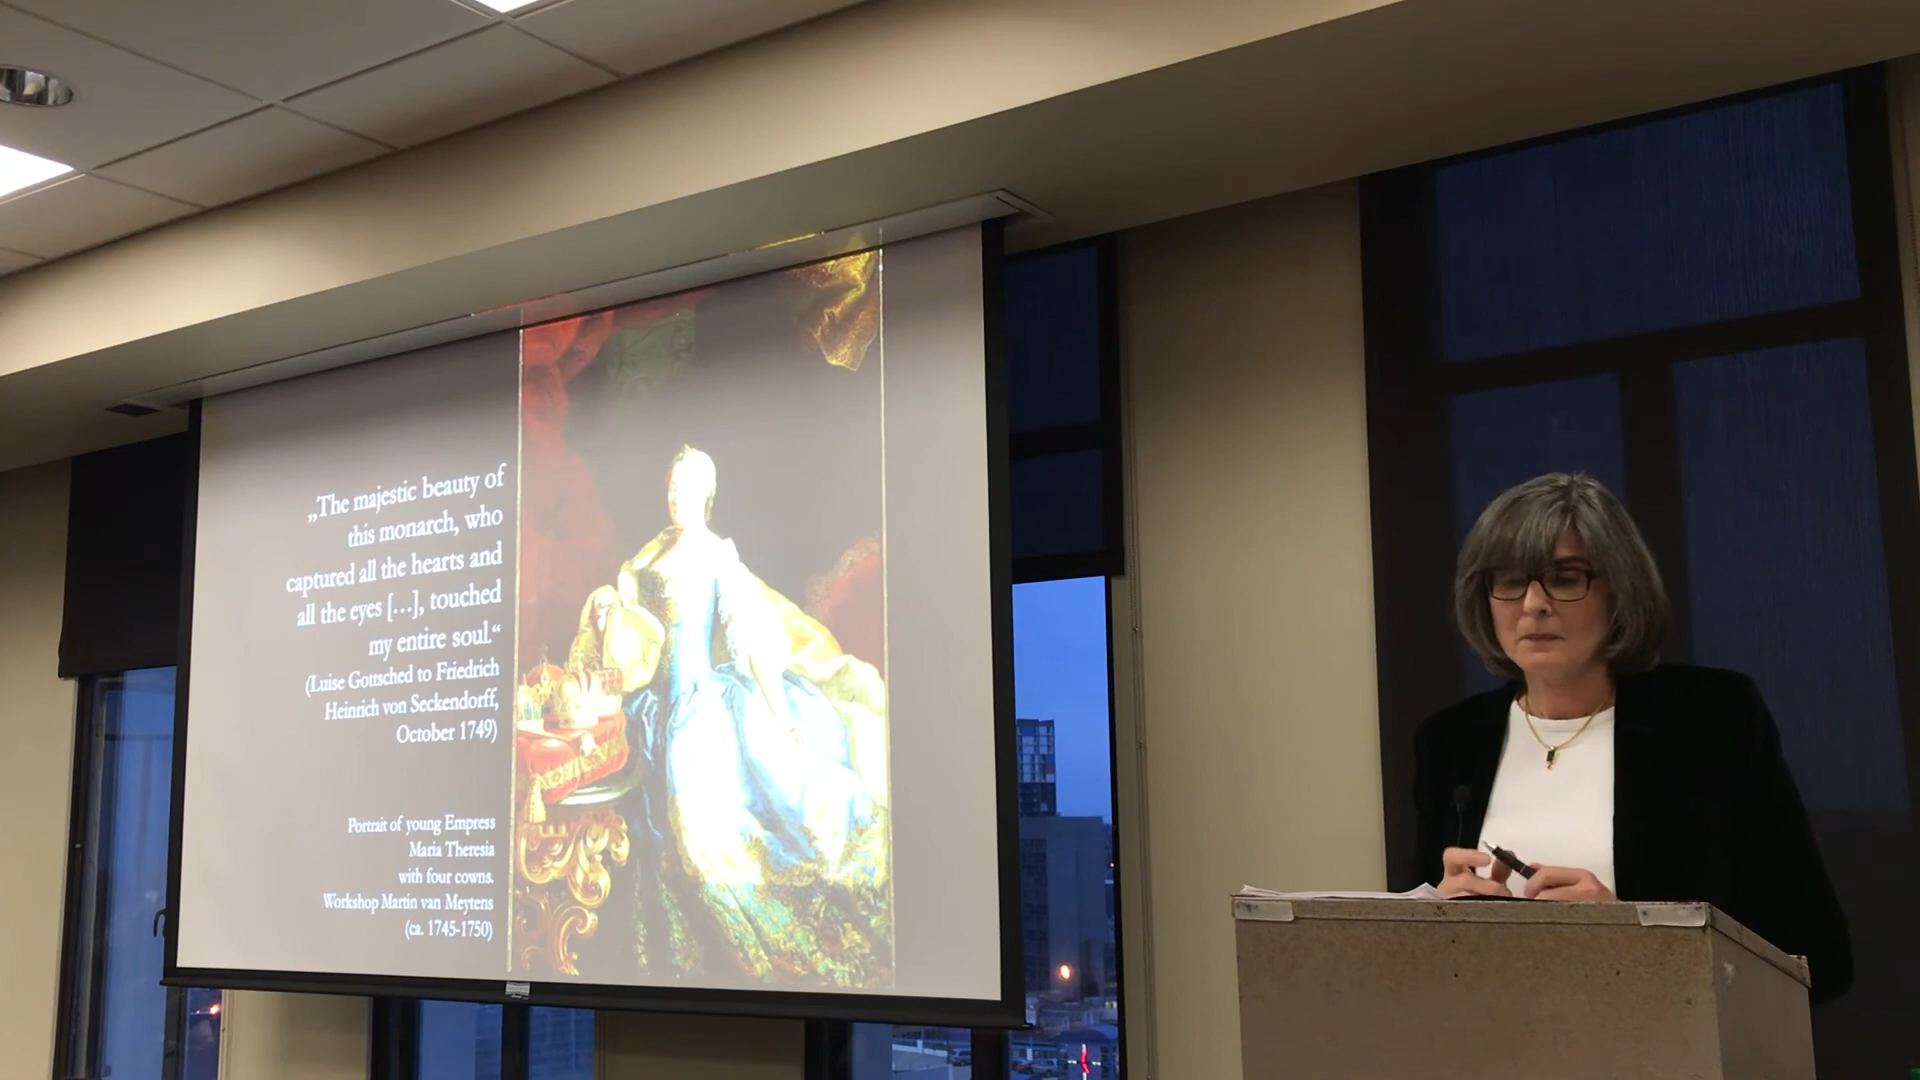 „The majestic beauty of
this monarch, who
captured all the hearts and
all the eyes […], touched
my entire soul.“
(Luise Gottsched to Friedrich
Heinrich von Seckendorff,
October 1749)
Portrait of young Empress
Maria Theresia
with four cowns.
Workshop Martin van Meytens
(ca. 1745-1750)